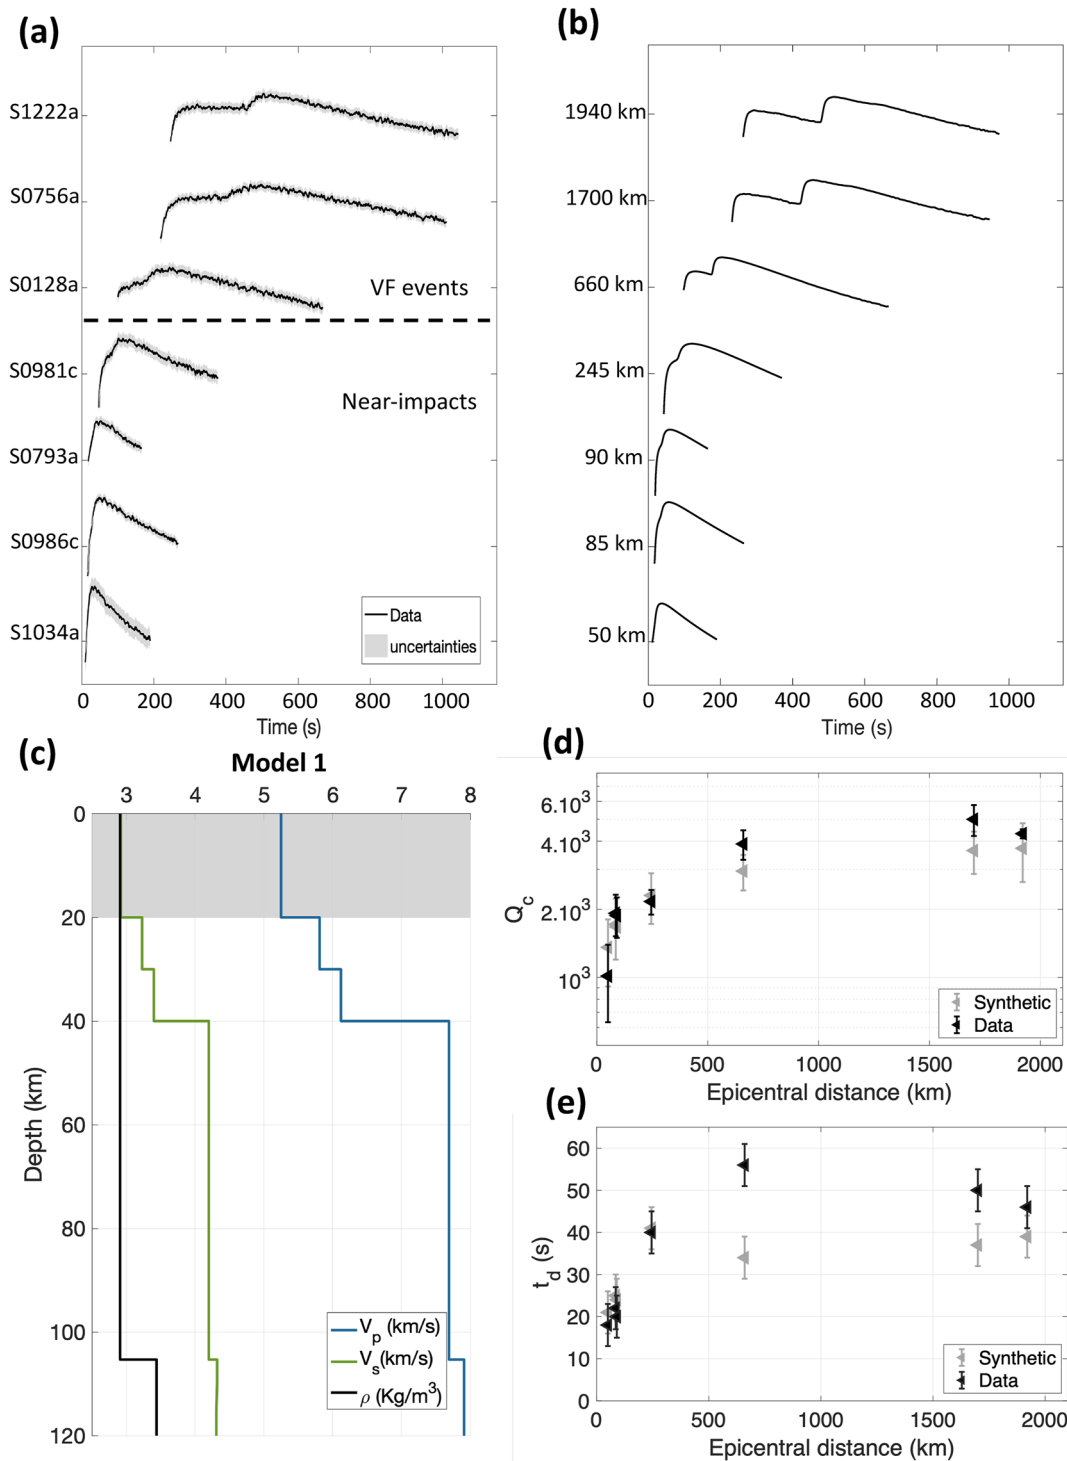 (a)
S1222a
S0756a
S0128a
VF events
S0981c
Near-impacts
S0793a
S0986c
S1034a
Data
uncertainties
0 200 400 600 800 1000
Time (s)
(b)
1940 km
1700 km
660 km
245 km
90 km
85 km
50 km
0 200 400 600 800 1000
Time (s)
(c)
Model 1
3 4 5 6 7 8
0
20
40
60
80
100
120
Depth (km)
V_p (km/s)
V_s(km/s)
ρ (Kg/m³)
(d)
6.10³
4.10³
2.10³
10³
Q_c
Synthetic
Data
0 500 1000 1500 2000
Epicentral distance (km)
(e)
60
50
40
30
20
10
0
t_d (s)
Synthetic
Data
0 500 1000 1500 2000
Epicentral distance (km)